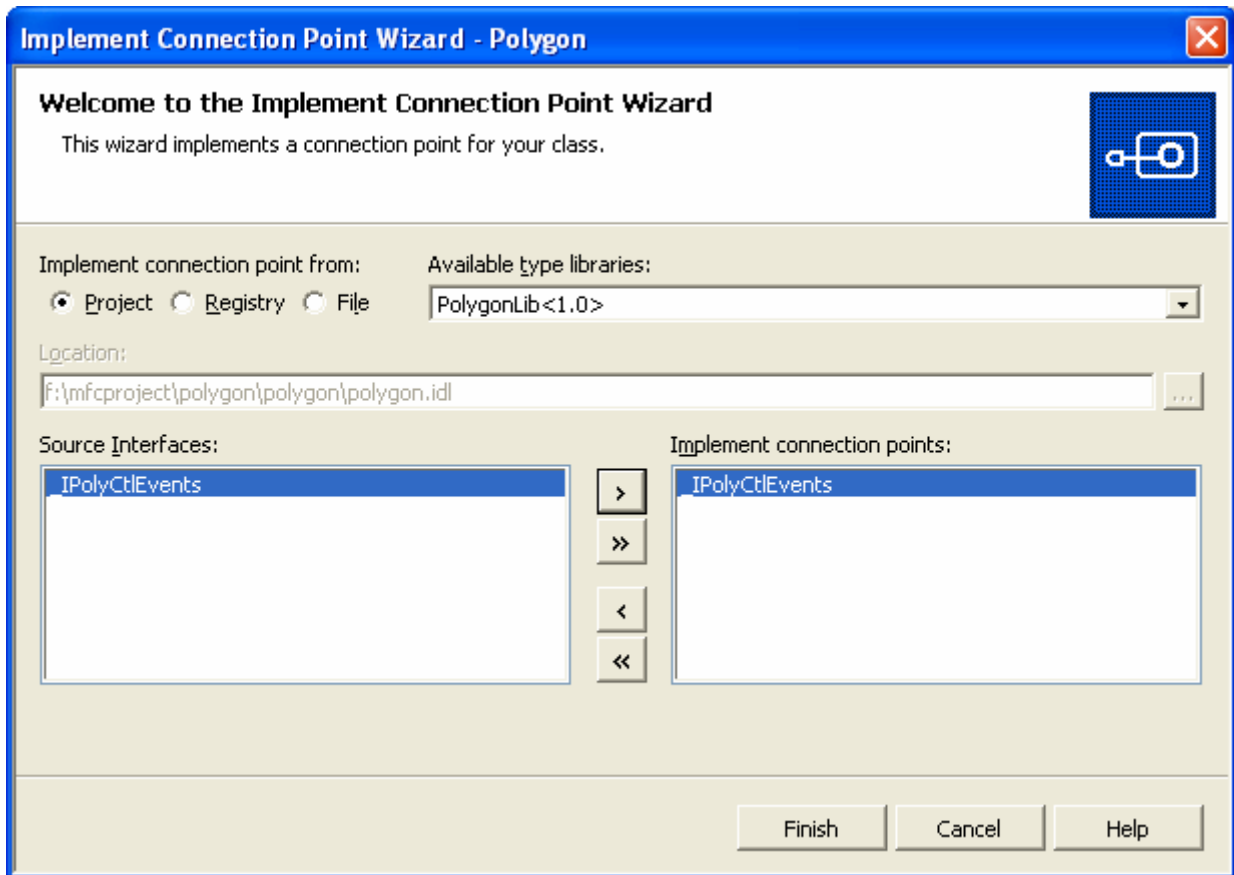 Implement Connection Point Wizard - Polygon
Welcome to the Implement Connection Point Wizard
This wizard implements a connection point for your class.
Implement connection point from:
Available type libraries:
Project Registry File
PolygonLib<1.0>
Location:
f:\mfcproject\polygon\polygon\polygon.idl
...
Source Interfaces:
Implement connection points:
_IPolyCtlEvents
_IPolyCtlEvents
>
>>
<
<<
Finish Cancel Help